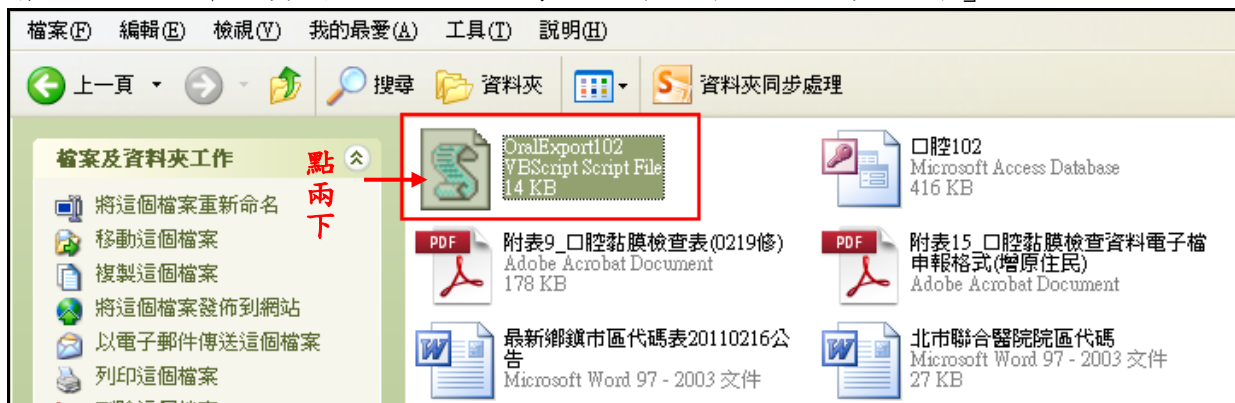 檔案(F) 編輯(E) 檢視(V) 我的最愛(A) 工具(T) 說明(H)
上一頁 搜尋 資料夾 資料夾同步處理
檔案及資料夾工作
將這個檔案重新命名
移動這個檔案
複製這個檔案
將這個檔案發佈到網站
以電子郵件傳送這個檔案
列印這個檔案
點兩下
OralExport102
VBScript Script File
14 KB
口腔102
Microsoft Access Database
416 KB
PDF
附表9_口腔黏膜檢查表(0219修)
Adobe Acrobat Document
178 KB
PDF
附表15_口腔黏膜檢查資料電子檔
申報格式(增原住民)
Adobe Acrobat Document
最新鄉鎮市區代碼表20110216公
告
Microsoft Word 97 - 2003 文件
北市聯合醫院院區代碼
Microsoft Word 97 - 2003 文件
27 KB